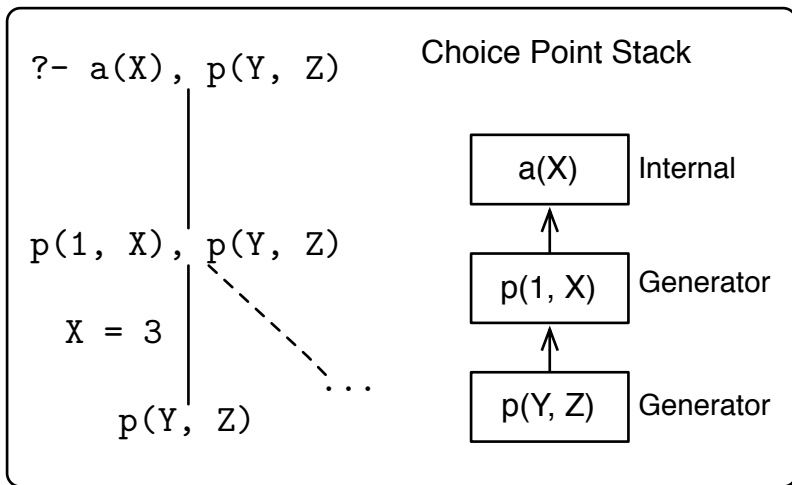 ?- a(X), p(Y, Z)
p(1, X), p(Y, Z)
X = 3
...
p(Y, Z)
Choice Point Stack
a(X) Internal
p(1, X) Generator
p(Y, Z) Generator